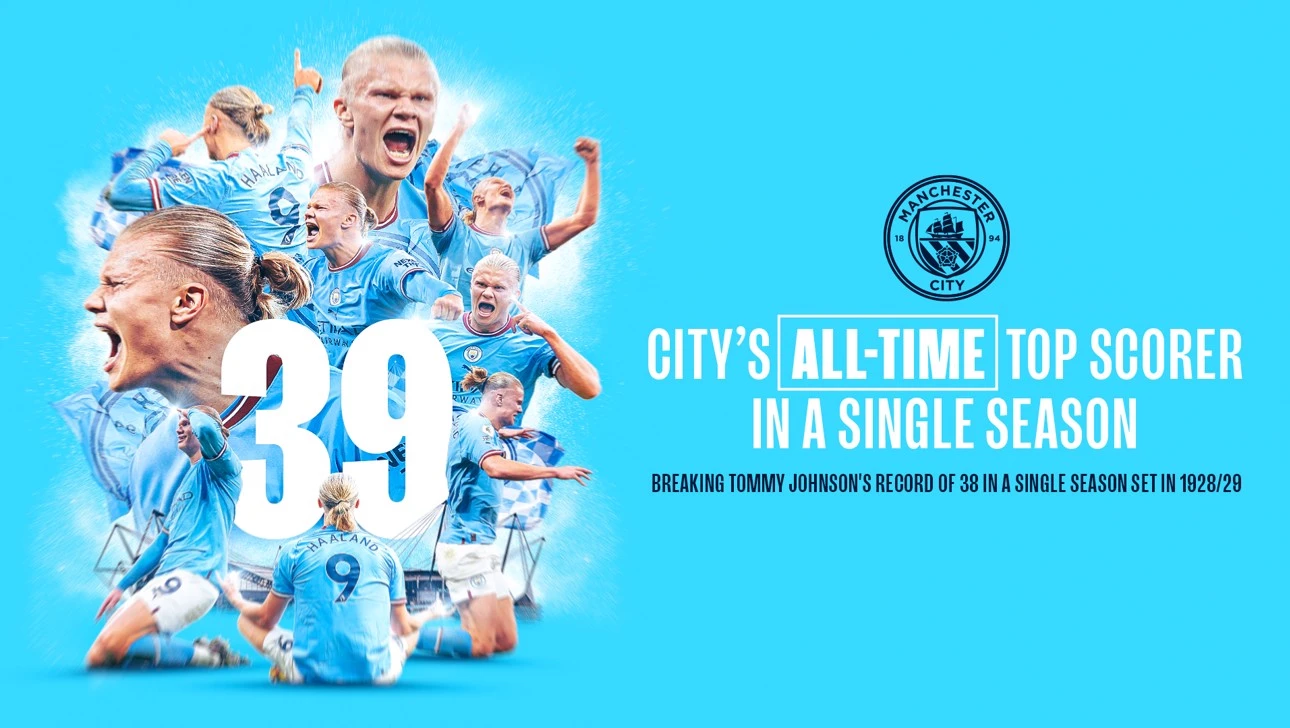 HAALAND
9
39
9
HAALAND
9
MANCHESTER
18 94
CITY
CITY'S ALL-TIME TOP SCORER
IN A SINGLE SEASON
BREAKING TOMMY JOHNSON'S RECORD OF 38 IN A SINGLE SEASON SET IN 1928/29